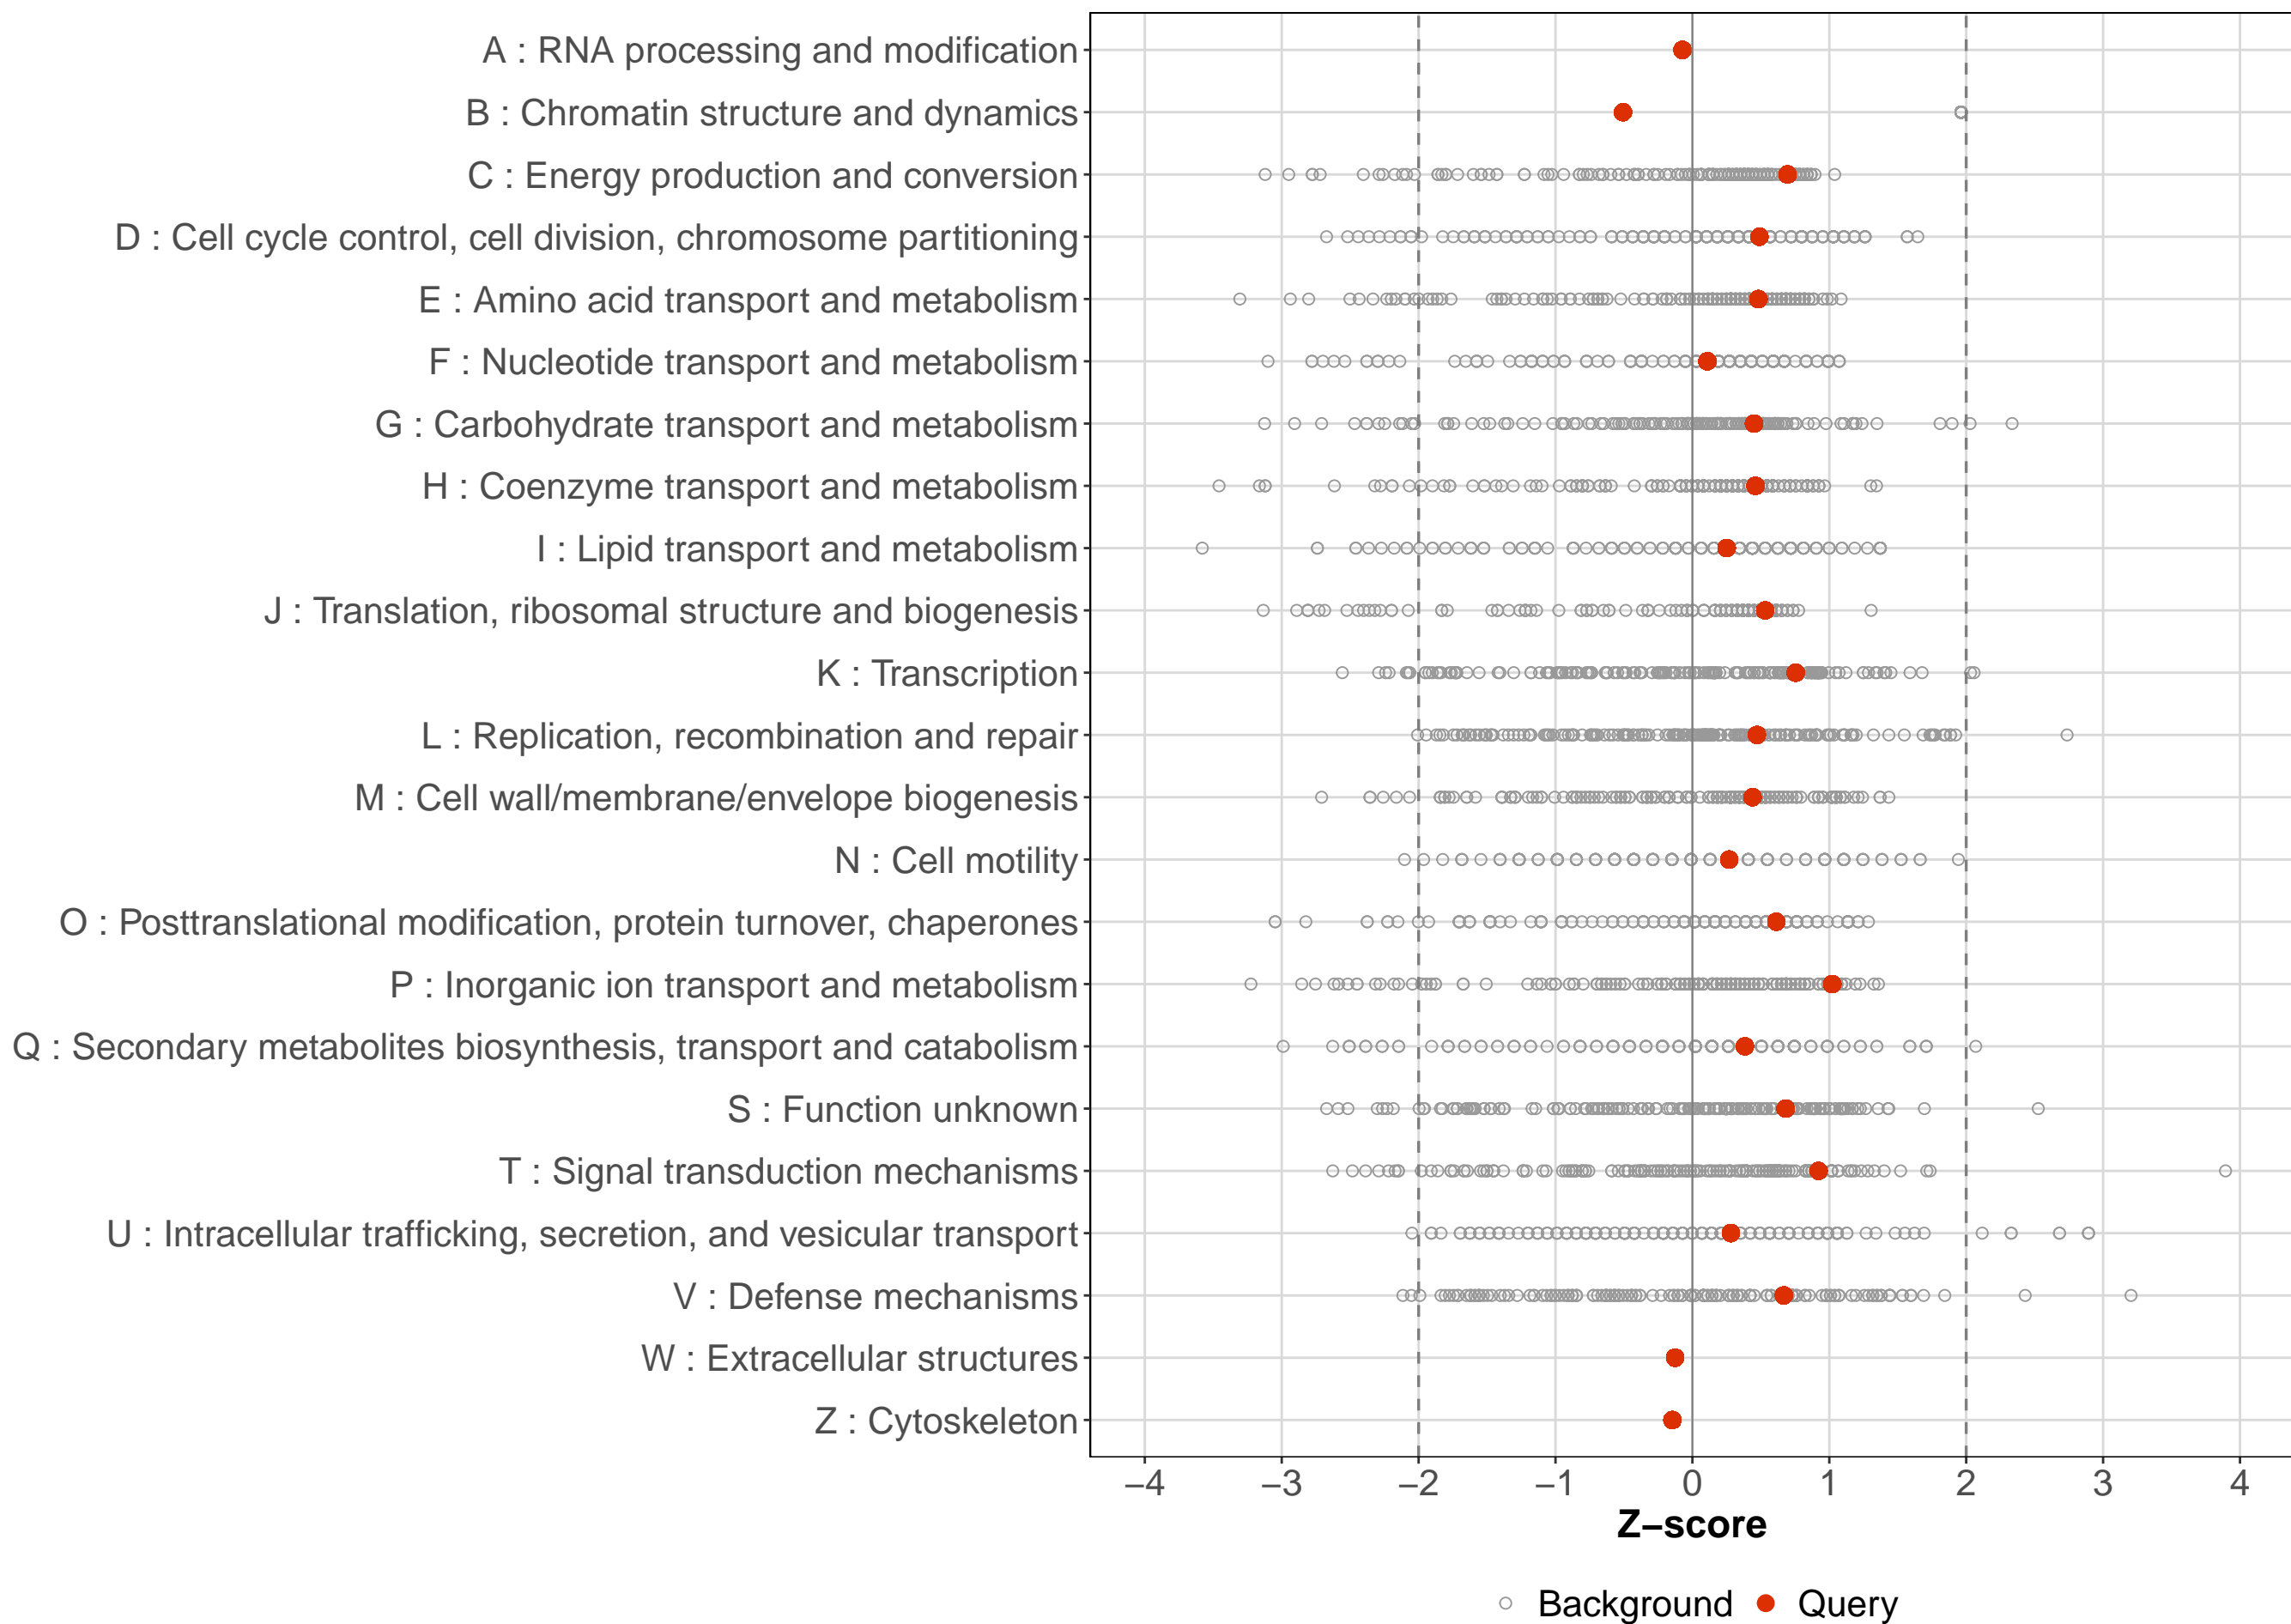 A : RNA processing and modification
B : Chromatin structure and dynamics
C : Energy production and conversion
D : Cell cycle control, cell division, chromosome partitioning
E : Amino acid transport and metabolism
F : Nucleotide transport and metabolism
G : Carbohydrate transport and metabolism
H : Coenzyme transport and metabolism
I : Lipid transport and metabolism
J : Translation, ribosomal structure and biogenesis
K : Transcription
L : Replication, recombination and repair
M : Cell wall/membrane/envelope biogenesis
N : Cell motility
O : Posttranslational modification, protein turnover, chaperones
P : Inorganic ion transport and metabolism
Q : Secondary metabolites biosynthesis, transport and catabolism
S : Function unknown
T : Signal transduction mechanisms
U : Intracellular trafficking, secretion, and vesicular transport
V : Defense mechanisms
W : Extracellular structures
Z : Cytoskeleton
−4 −3 −2 −1 0 1 2 3 4
Z−score
Background Query